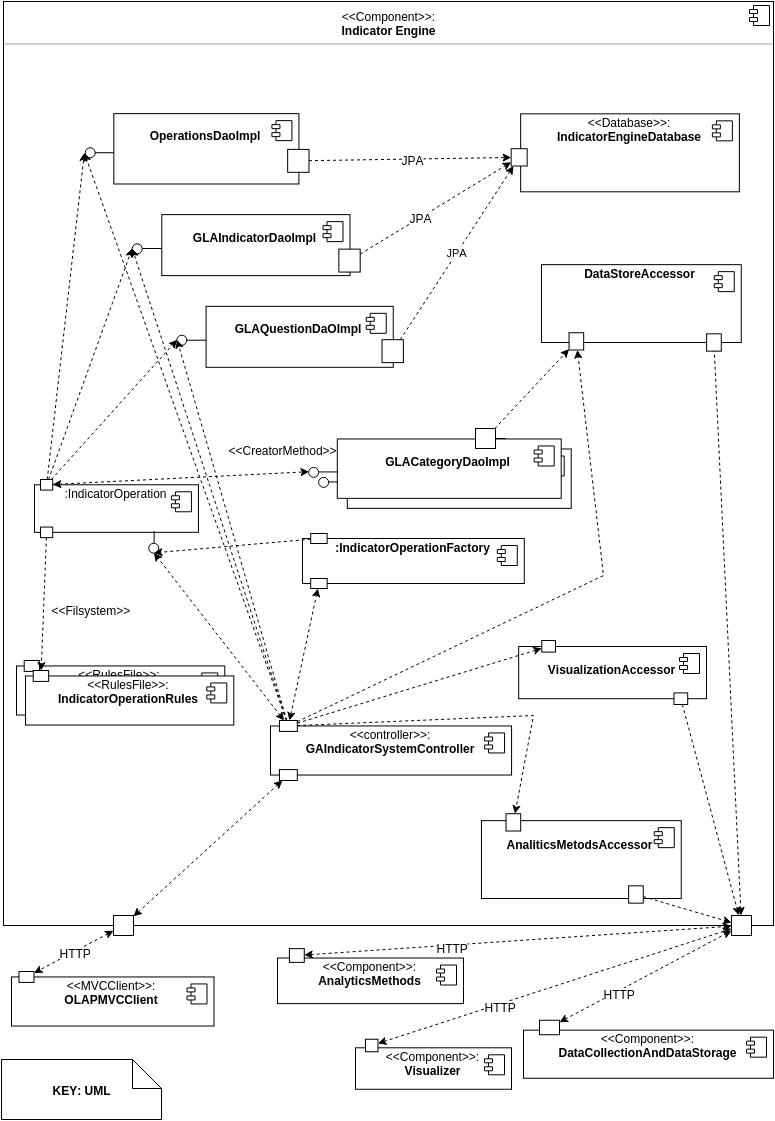 <<Component>>:
Indicator Engine
OperationsDaoImpl
<<Database>>:
IndicatorEngineDatabase
JPA
GLAIndicatorDaoImpl
JPA
JPA
DataStoreAccessor
GLAQuestionDaOImpl
<<CreatorMethod>>
GLACategoryDaoImpl
:IndicatorOperation
:IndicatorOperationFactory
<<Filsystem>>
<<RulesFile>>:
<<RulesFile>>:
IndicatorOperationRules
VisualizationAccessor
<<controller>>:
GAIndicatorSystemController
AnaliticsMetodsAccessor
HTTP
HTTP
<<MVCClient>>:
OLAPMVCClient
<<Component>>:
AnalyticsMethods
HTTP
HTTP
<<Component>>:
Visualizer
<<Component>>:
DataCollectionAndDataStorage
KEY: UML